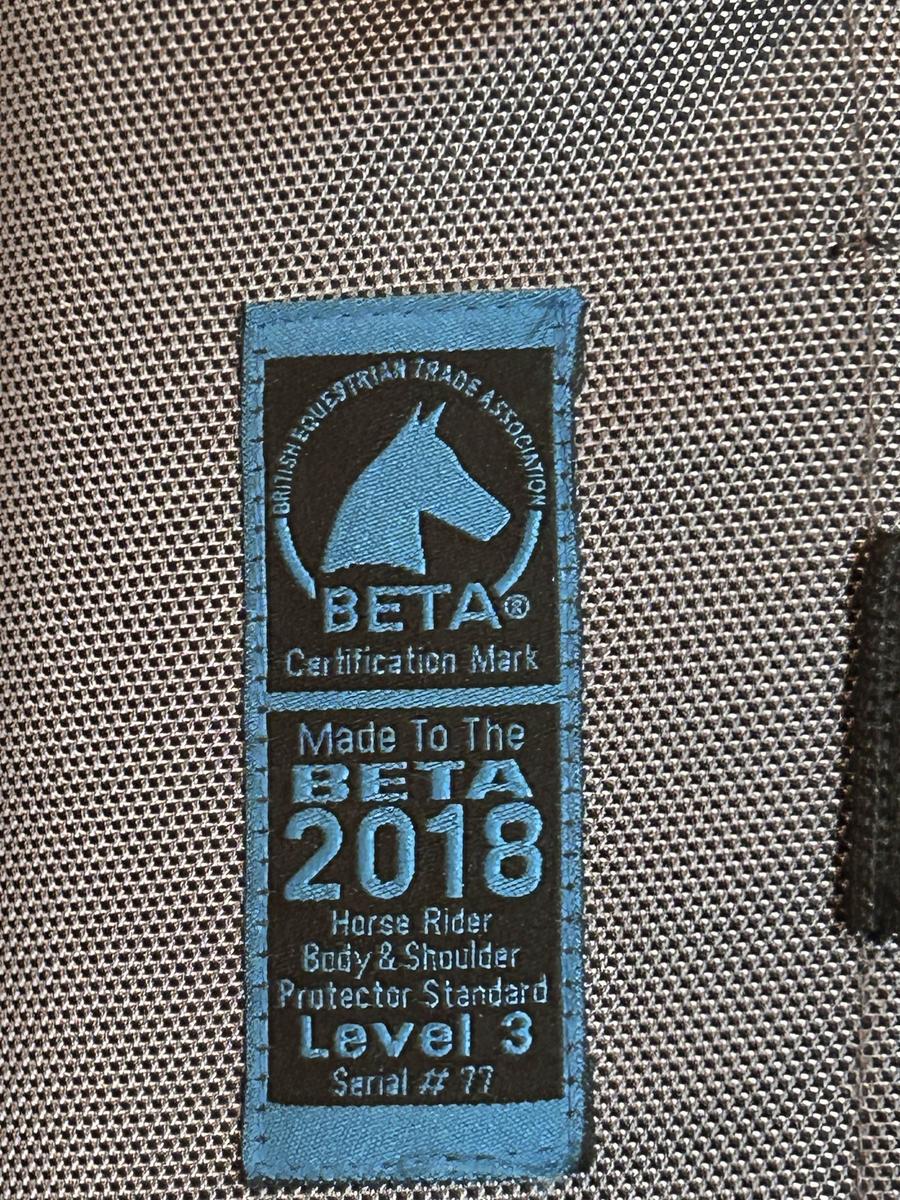 BRITISH EQUESTRIAN TRADE ASSOCIATION
BETA®
Certification Mark
Made To The
BETA
2018
Horse Rider
Body & Shoulder
Protector Standard
Level 3
Serial # 77